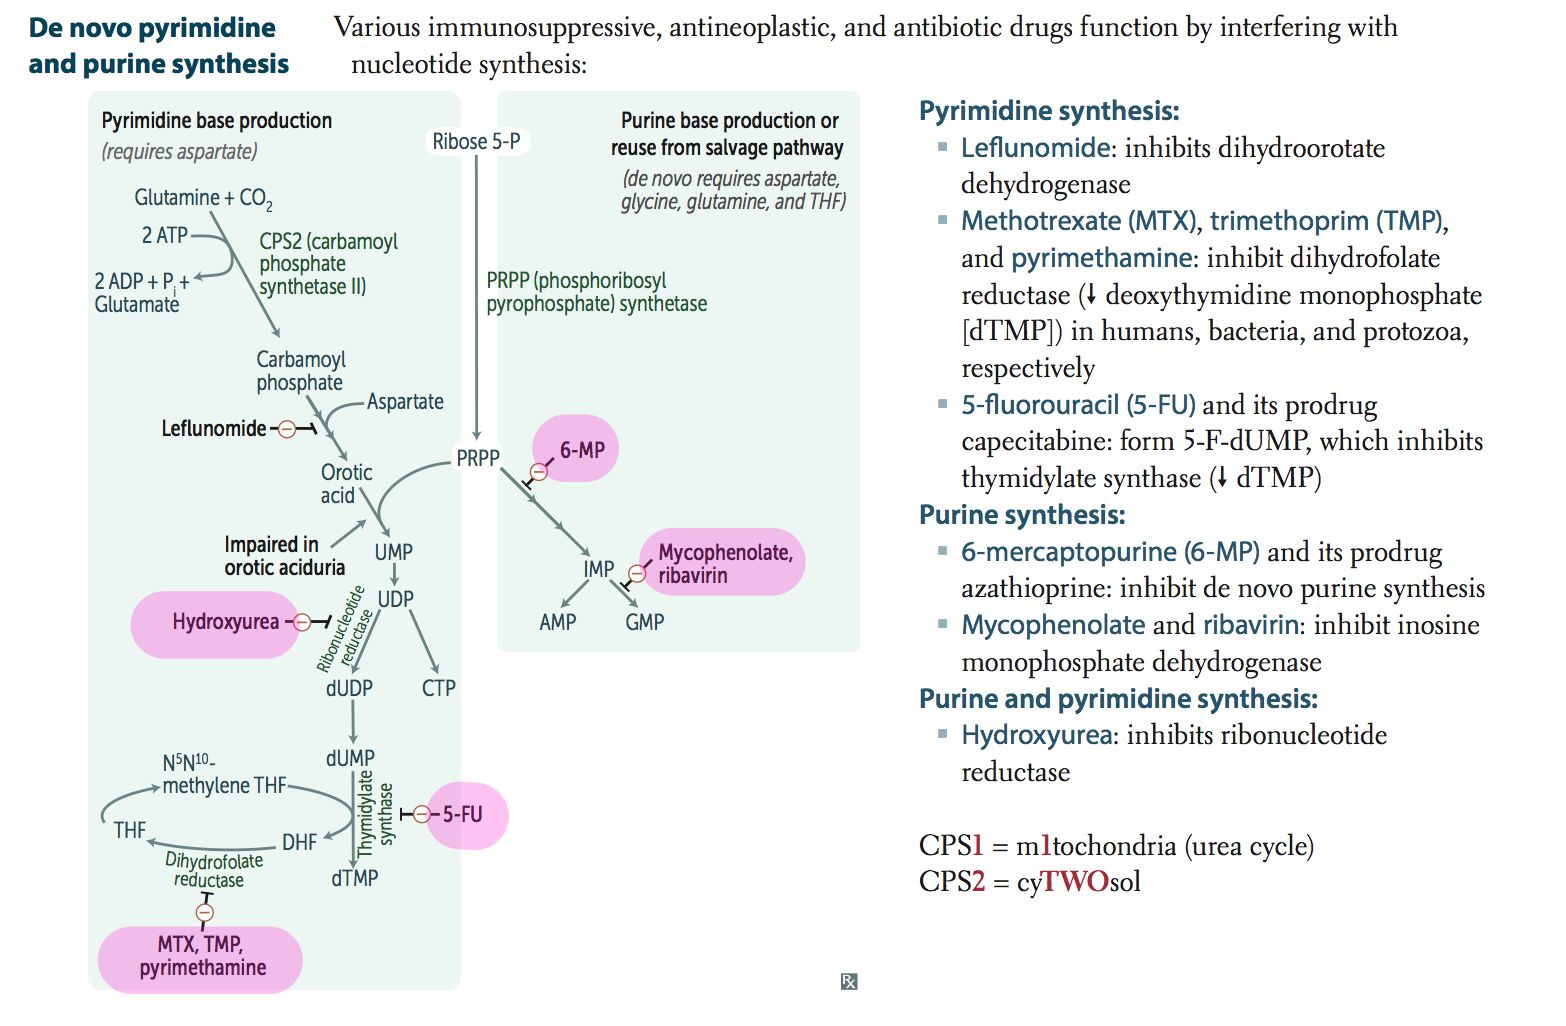 De novo pyrimidine
and purine synthesis
Various immunosuppressive, antineoplastic, and antibiotic drugs function by interfering with
nucleotide synthesis:
Pyrimidine base production
(requires aspartate)
Glutamine + CO2
2 ATP
2 ADP + Pi +
Glutamate
CPS2 (carbamoyl
phosphate
synthetase II)
Carbamoyl
phosphate
Aspartate
Leflunomide
Orotic
acid
Impaired in
orotic aciduria
UMP
UDP
Hydroxyurea
Ribonucleotide
reductase
dUDP
CTP
dUMP
N5N10-
methylene THF
THF
DHF
Thymidylate
synthase
5-FU
dTMP
Dihydrofolate
reductase
MTX, TMP,
pyrimethamine
Ribose 5-P
Purine base production or
reuse from salvage pathway
(de novo requires aspartate,
glycine, glutamine, and THF)
PRPP (phosphoribosyl
pyrophosphate) synthetase
PRPP
6-MP
IMP
Mycophenolate,
ribavirin
AMP
GMP
Pyrimidine synthesis:
Leflunomide: inhibits dihydroorotate
dehydrogenase
Methotrexate (MTX), trimethoprim (TMP),
and pyrimethamine: inhibit dihydrofolate
reductase (↓ deoxythymidine monophosphate
[dTMP]) in humans, bacteria, and protozoa,
respectively
5-fluorouracil (5-FU) and its prodrug
capecitabine: form 5-F-dUMP, which inhibits
thymidylate synthase (↓ dTMP)
Purine synthesis:
6-mercaptopurine (6-MP) and its prodrug
azathioprine: inhibit de novo purine synthesis
Mycophenolate and ribavirin: inhibit inosine
monophosphate dehydrogenase
Purine and pyrimidine synthesis:
Hydroxyurea: inhibits ribonucleotide
reductase
CPS1 = m1tochondria (urea cycle)
CPS2 = cyTWOsol
Rx